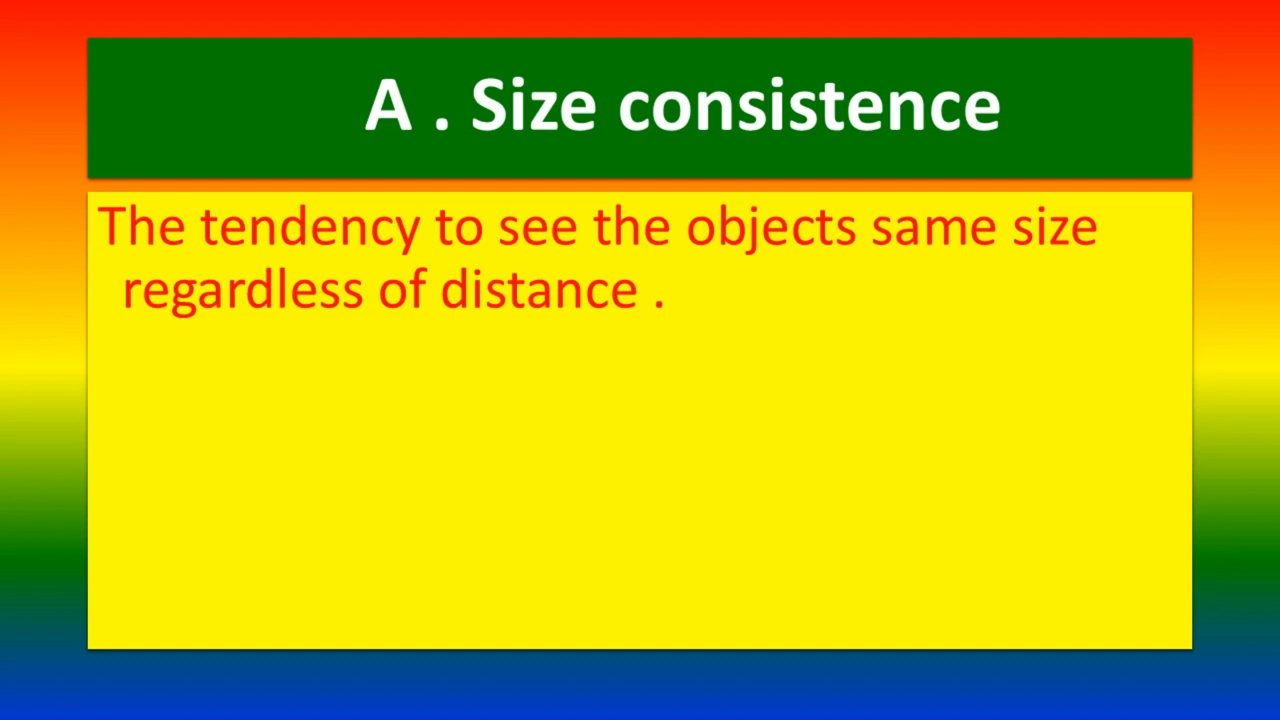 A . Size consistence
The tendency to see the objects same size
regardless of distance .